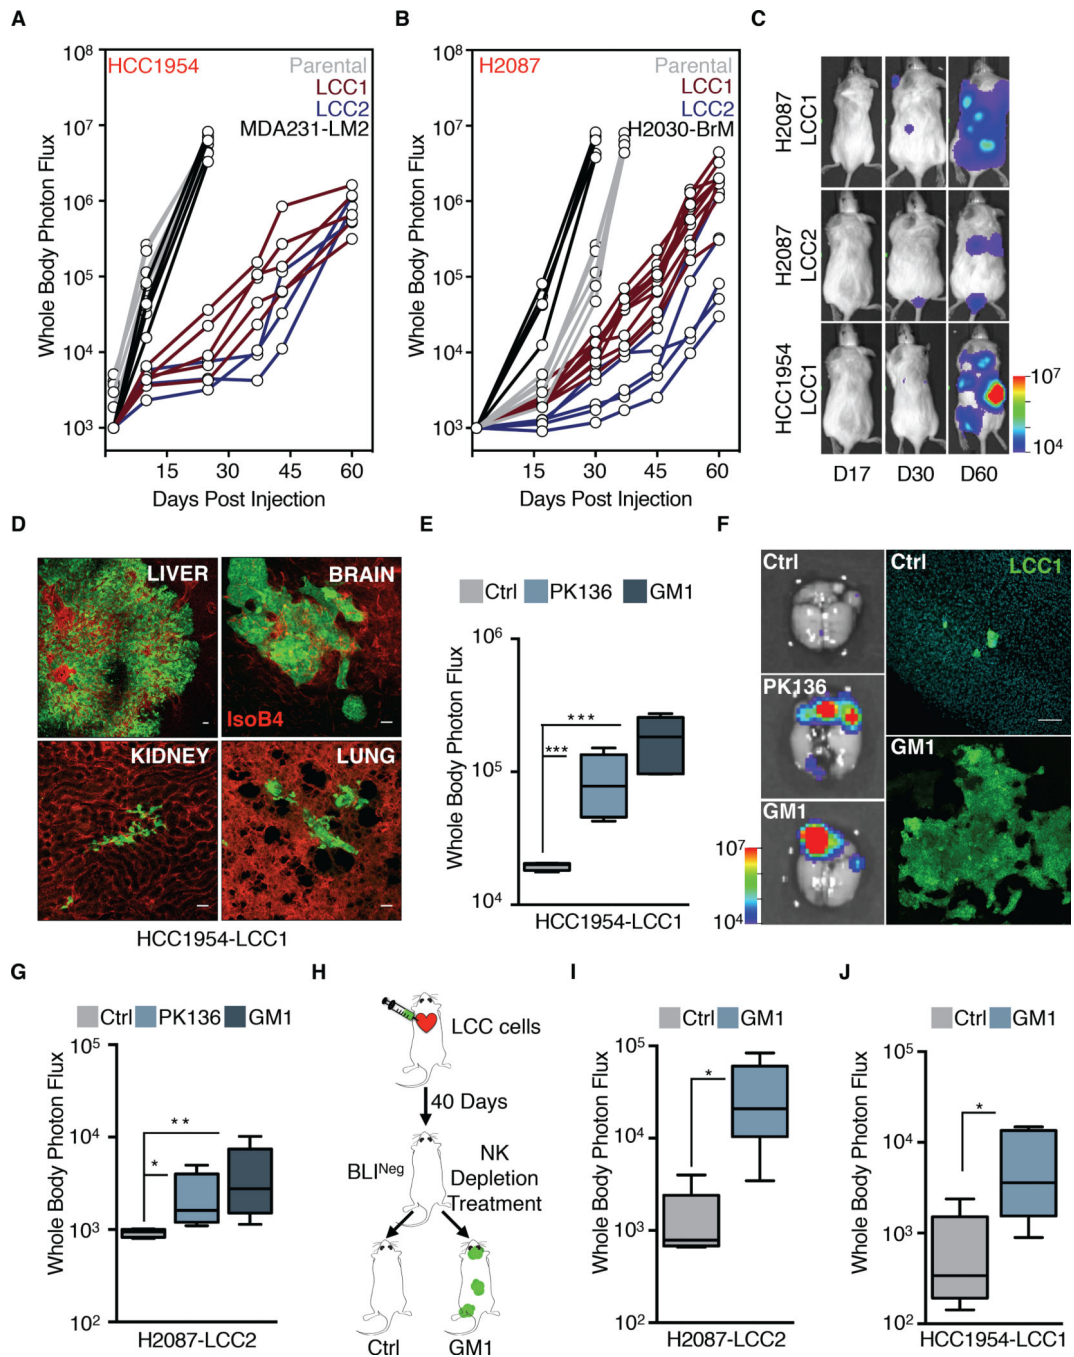 A
HCC1954
Parental
LCC1
LCC2
MDA231-LM2
Whole Body Photon Flux
10⁸
10⁷
10⁶
10⁵
10⁴
10³
15 30 45 60
Days Post Injection
B
H2087
Parental
LCC1
LCC2
H2030-BrM
Whole Body Photon Flux
10⁸
10⁷
10⁶
10⁵
10⁴
10³
15 30 45 60
Days Post Injection
C
H2087
LCC1
H2087
LCC2
HCC1954
LCC1
10⁷
10⁴
D17 D30 D60
D
LIVER
BRAIN
IsoB4
KIDNEY
LUNG
HCC1954-LCC1
E
Ctrl PK136 GM1
Whole Body Photon Flux
10⁶
10⁵
10⁴
***
***
HCC1954-LCC1
F
Ctrl
PK136
GM1
10⁷
10⁴
Ctrl LCC1
GM1
G
Ctrl PK136 GM1
Whole Body Photon Flux
10⁵
10⁴
10³
10²
**
*
H2087-LCC2
H
LCC cells
40 Days
BLIᴺᵉᵍ
NK
Depletion
Treatment
Ctrl GM1
I
Ctrl GM1
Whole Body Photon Flux
10⁵
10⁴
10³
10²
*
H2087-LCC2
J
Ctrl GM1
Whole Body Photon Flux
10⁵
10⁴
10³
10²
*
HCC1954-LCC1